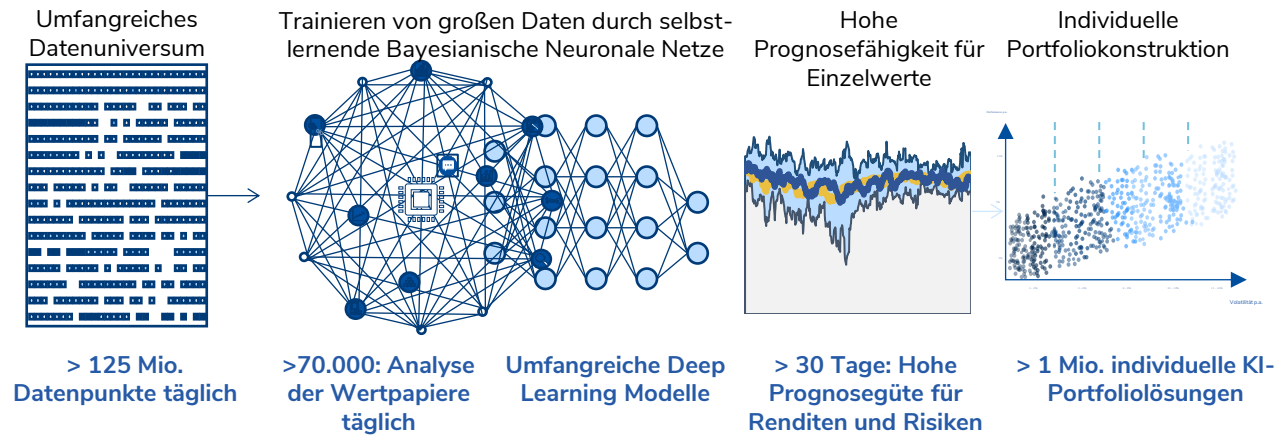 Umfangreiches
Datenuniversum
Trainieren von großen Daten durch selbst-
lernende Bayesianische Neuronale Netze
Hohe
Prognosefähigkeit für
Einzelwerte
Individuelle
Portfoliokonstruktion
Volatilität p.a.
> 125 Mio.
Datenpunkte täglich
>70.000: Analyse
der Wertpapiere
täglich
Umfangreiche Deep
Learning Modelle
> 30 Tage: Hohe
Prognosegüte für
Renditen und Risiken
> 1 Mio. individuelle KI-
Portfoliolösungen